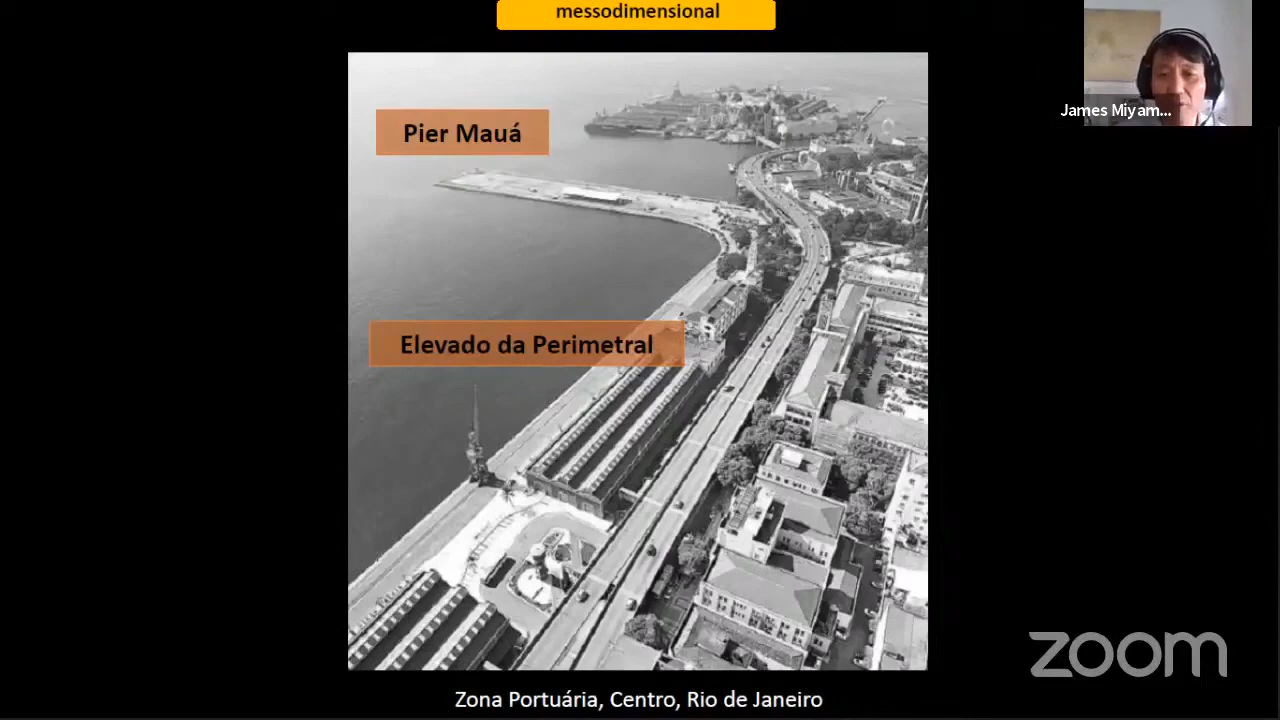 messodimensional
James Miyam...
Pier Mauá
Elevado da Perimetral
zoom
Zona Portuária, Centro, Rio de Janeiro